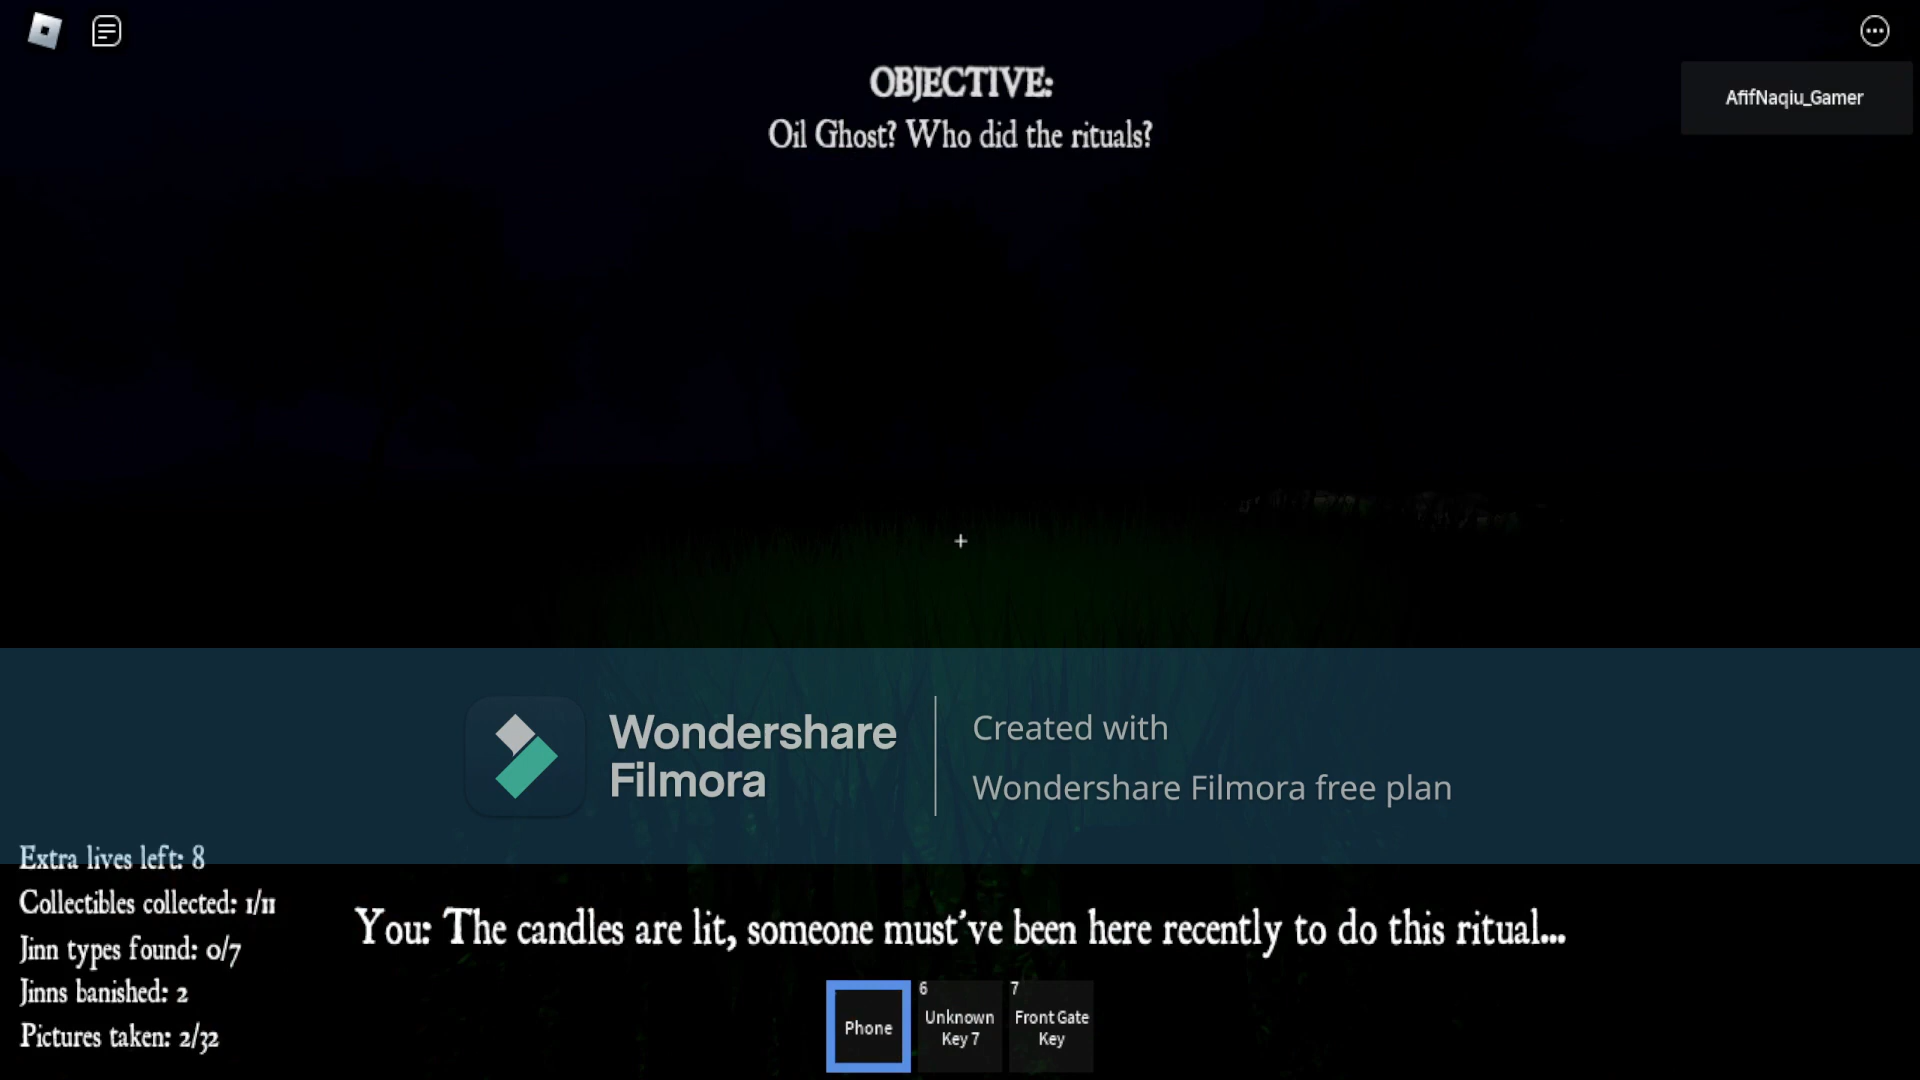 OBJECTIVE:
Oil Ghost? Who did the rituals?
AfifNaqiu_Gamer
Wondershare
Filmora
Created with
Wondershare Filmora free plan
Extra lives left: 8
Collectibles collected: 1/11
Jinn types found: 0/7
Jinns banished: 2
Pictures taken: 2/32
You: The candles are lit, someone must've been here recently to do this ritual...
Phone
6
Unknown
Key 7
7
Front Gate
Key